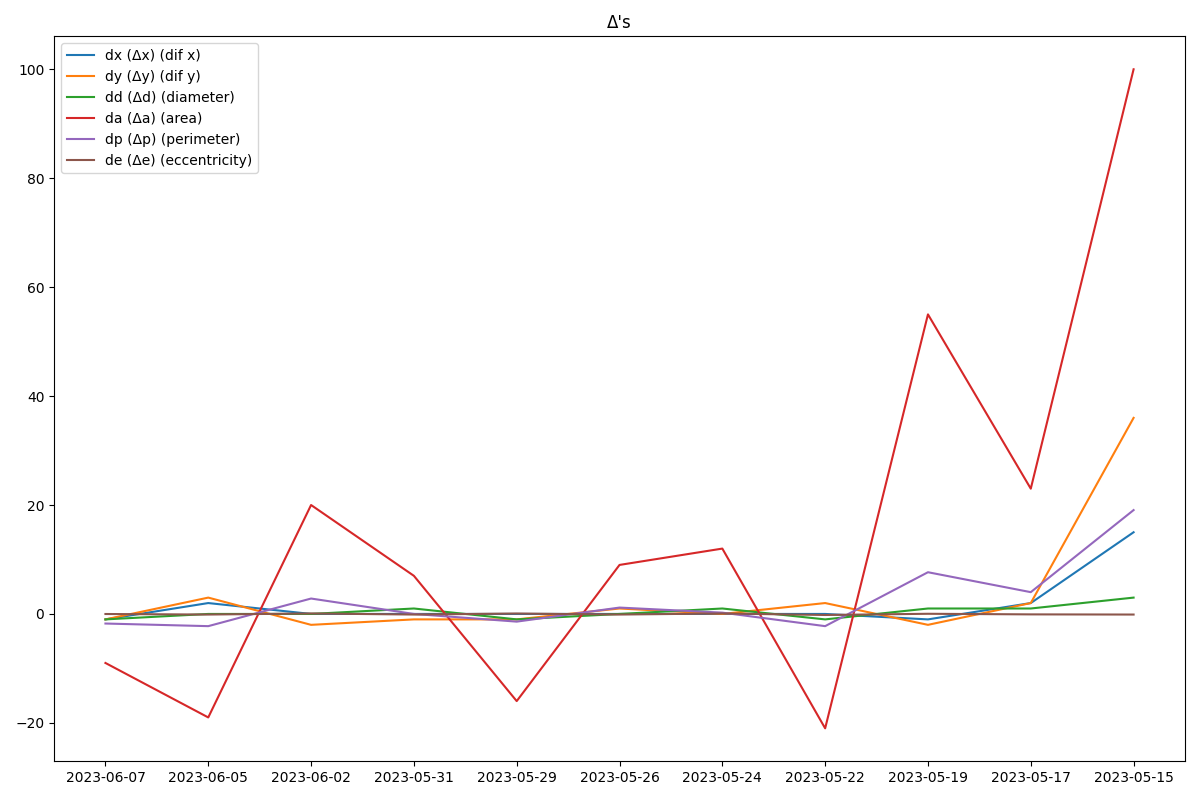 Δ's
dx (Δx) (dif x)
dy (Δy) (dif y)
dd (Δd) (diameter)
da (Δa) (area)
dp (Δp) (perimeter)
de (Δe) (eccentricity)
100
80
60
40
20
0
−20
2023-06-07 2023-06-05 2023-06-02 2023-05-31 2023-05-29 2023-05-26 2023-05-24 2023-05-22 2023-05-19 2023-05-17 2023-05-15